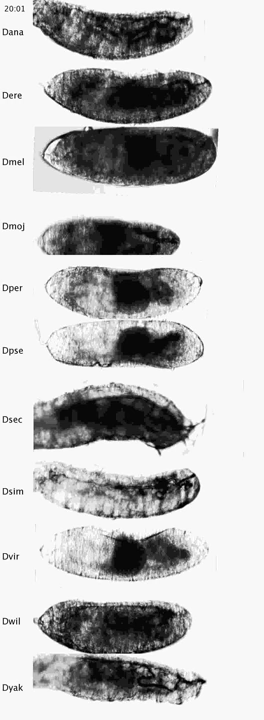 20:01
Dana
Dere
Dmel
Dmoj
Dper
Dpse
Dsec
Dsim
Dvir
Dwil
Dyak